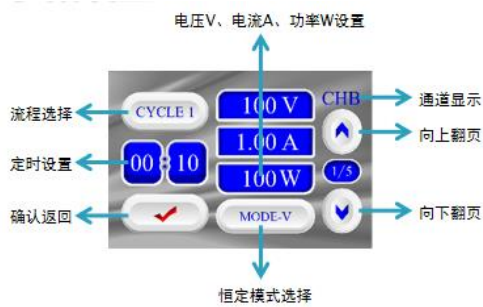 电压V、电流A、功率W设置
流程选择
CYCLE 1
100 V
CHB
通道显示
1.00 A
向上翻页
定时设置
00:10
100W
1/5
确认返回
MODE-V
向下翻页
恒定模式选择